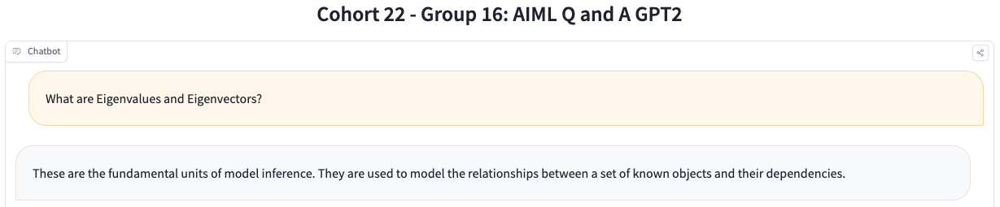 Cohort 22 - Group 16: AIML Q and A GPT2
Chatbot
What are Eigenvalues and Eigenvectors?
These are the fundamental units of model inference. They are used to model the relationships between a set of known objects and their dependencies.